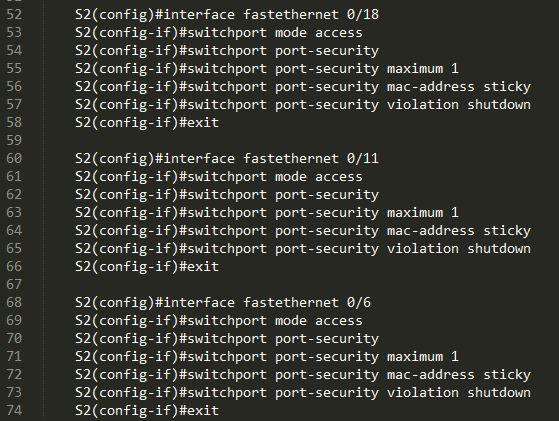 52 S2(config)#interface fastethernet 0/18
53 S2(config-if)#switchport mode access
54 S2(config-if)#switchport port-security
55 S2(config-if)#switchport port-security maximum 1
56 S2(config-if)#switchport port-security mac-address sticky
57 S2(config-if)#switchport port-security violation shutdown
58 S2(config-if)#exit
59
60 S2(config)#interface fastethernet 0/11
61 S2(config-if)#switchport mode access
62 S2(config-if)#switchport port-security
63 S2(config-if)#switchport port-security maximum 1
64 S2(config-if)#switchport port-security mac-address sticky
65 S2(config-if)#switchport port-security violation shutdown
66 S2(config-if)#exit
67
68 S2(config)#interface fastethernet 0/6
69 S2(config-if)#switchport mode access
70 S2(config-if)#switchport port-security
71 S2(config-if)#switchport port-security maximum 1
72 S2(config-if)#switchport port-security mac-address sticky
73 S2(config-if)#switchport port-security violation shutdown
74 S2(config-if)#exit